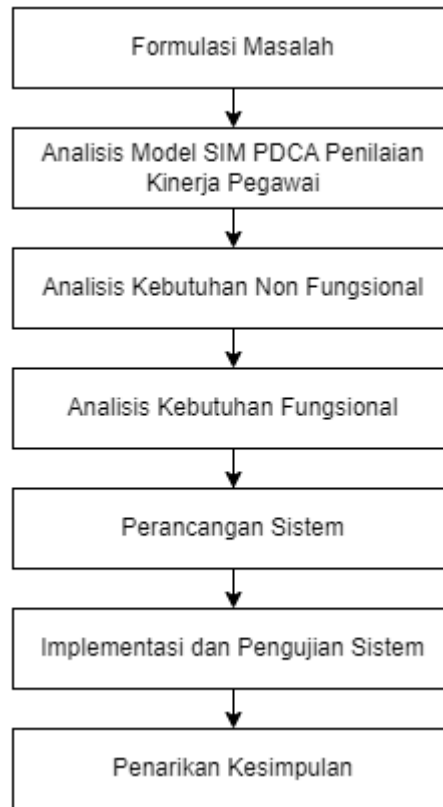 Formulasi Masalah
Analisis Model SIM PDCA Penilaian
Kinerja Pegawai
Analisis Kebutuhan Non Fungsional
Analisis Kebutuhan Fungsional
Perancangan Sistem
Implementasi dan Pengujian Sistem
Penarikan Kesimpulan